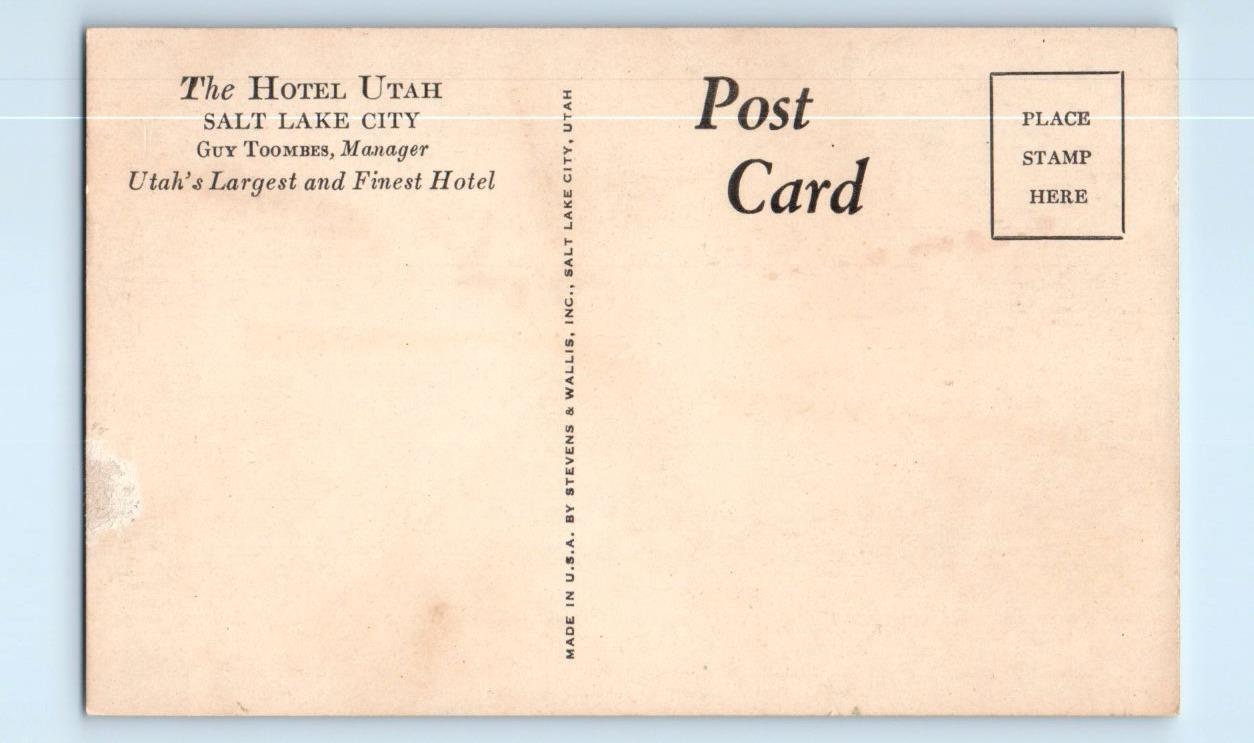 The Hotel Utah
SALT LAKE CITY
Guy Toombes, Manager
Utah's Largest and Finest Hotel
MADE IN U.S.A. BY STEVENS & WALLIS, INC., SALT LAKE CITY, UTAH
Post
Card
PLACE
STAMP
HERE